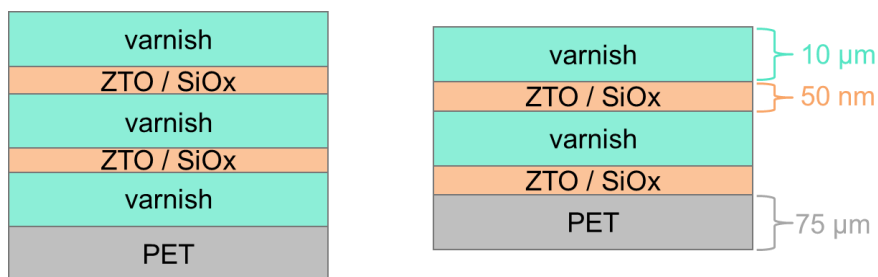 varnish
ZTO / SiOx
varnish
ZTO / SiOx
varnish
PET
varnish
10 µm
ZTO / SiOx
50 nm
varnish
ZTO / SiOx
PET
75 µm